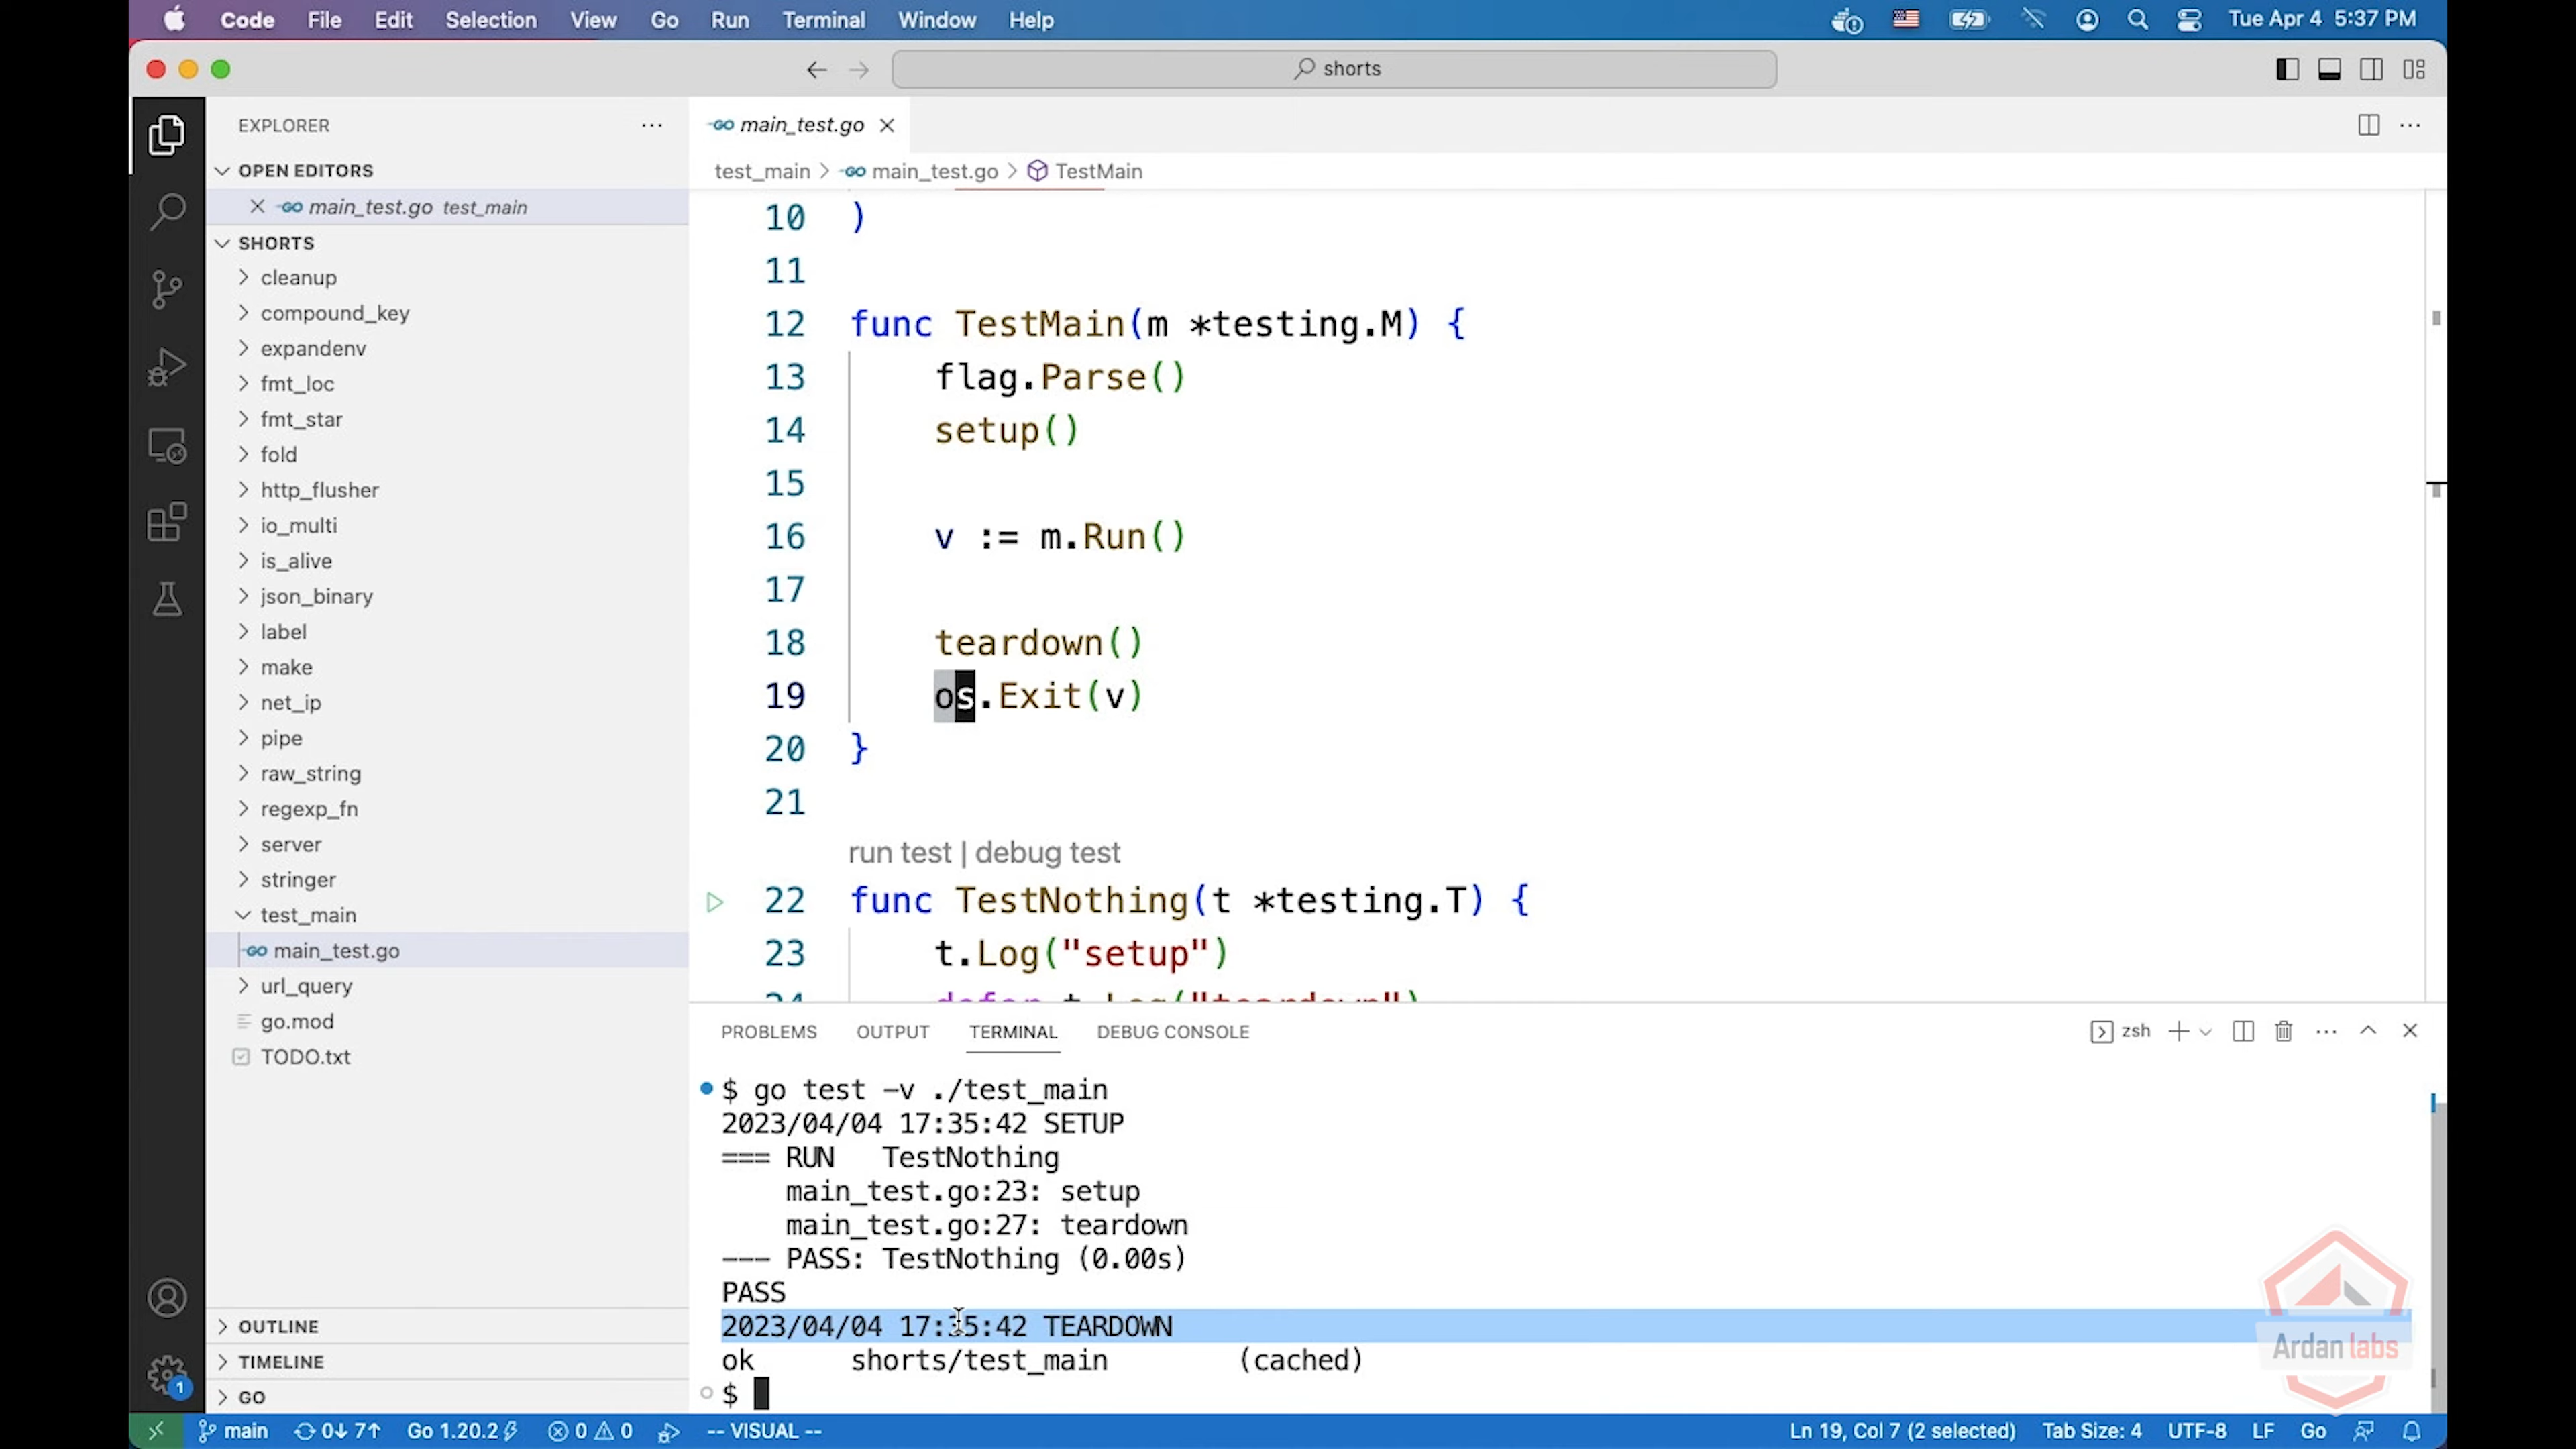 Code File Edit Selection View Go Run Terminal Window Help Tue Apr 4 5:37 PM
shorts
EXPLORER
OPEN EDITORS
main_test.go test_main
SHORTS
cleanup
compound_key
expandenv
fmt_loc
fmt_star
fold
http_flusher
io_multi
is_alive
json_binary
label
make
net_ip
pipe
raw_string
regexp_fn
server
stringer
test_main
main_test.go
url_query
go.mod
TODO.txt
OUTLINE
TIMELINE
GO
main_test.go
test_main > main_test.go > TestMain
10 )
11
12 func TestMain(m *testing.M) {
13 flag.Parse()
14 setup()
15
16 v := m.Run()
17
18 teardown()
19 os.Exit(v)
20 }
21
run test | debug test
22 func TestNothing(t *testing.T) {
23 t.Log("setup")
24 defer t.Log("teardown")
PROBLEMS OUTPUT TERMINAL DEBUG CONSOLE zsh
$ go test -v ./test_main
2023/04/04 17:35:42 SETUP
=== RUN TestNothing
main_test.go:23: setup
main_test.go:27: teardown
--- PASS: TestNothing (0.00s)
PASS
2023/04/04 17:35:42 TEARDOWN
ok shorts/test_main (cached)
$
Ardan labs
1
main 0↓ 7↑ Go 1.20.2 0 0 -- VISUAL -- Ln 19, Col 7 (2 selected) Tab Size: 4 UTF-8 LF Go